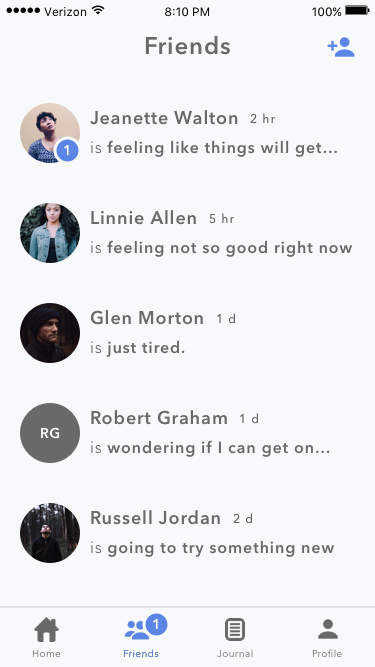 Verizon 8:10 PM 100%
Friends
Jeanette Walton 2 hr
1
is feeling like things will get...
Linnie Allen 5 hr
is feeling not so good right now
Glen Morton 1 d
is just tired.
RG
Robert Graham 1 d
is wondering if I can get on...
Russell Jordan 2 d
is going to try something new
1
Home Friends Journal Profile